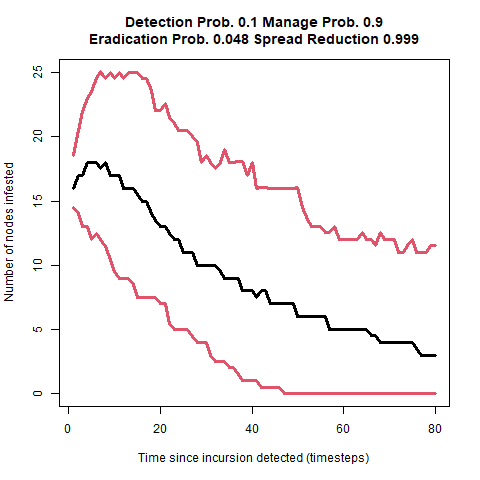 Detection Prob. 0.1 Manage Prob. 0.9
Eradication Prob. 0.048 Spread Reduction 0.999
Number of nodes infested
25
20
15
10
5
0
0 20 40 60 80
Time since incursion detected (timesteps)